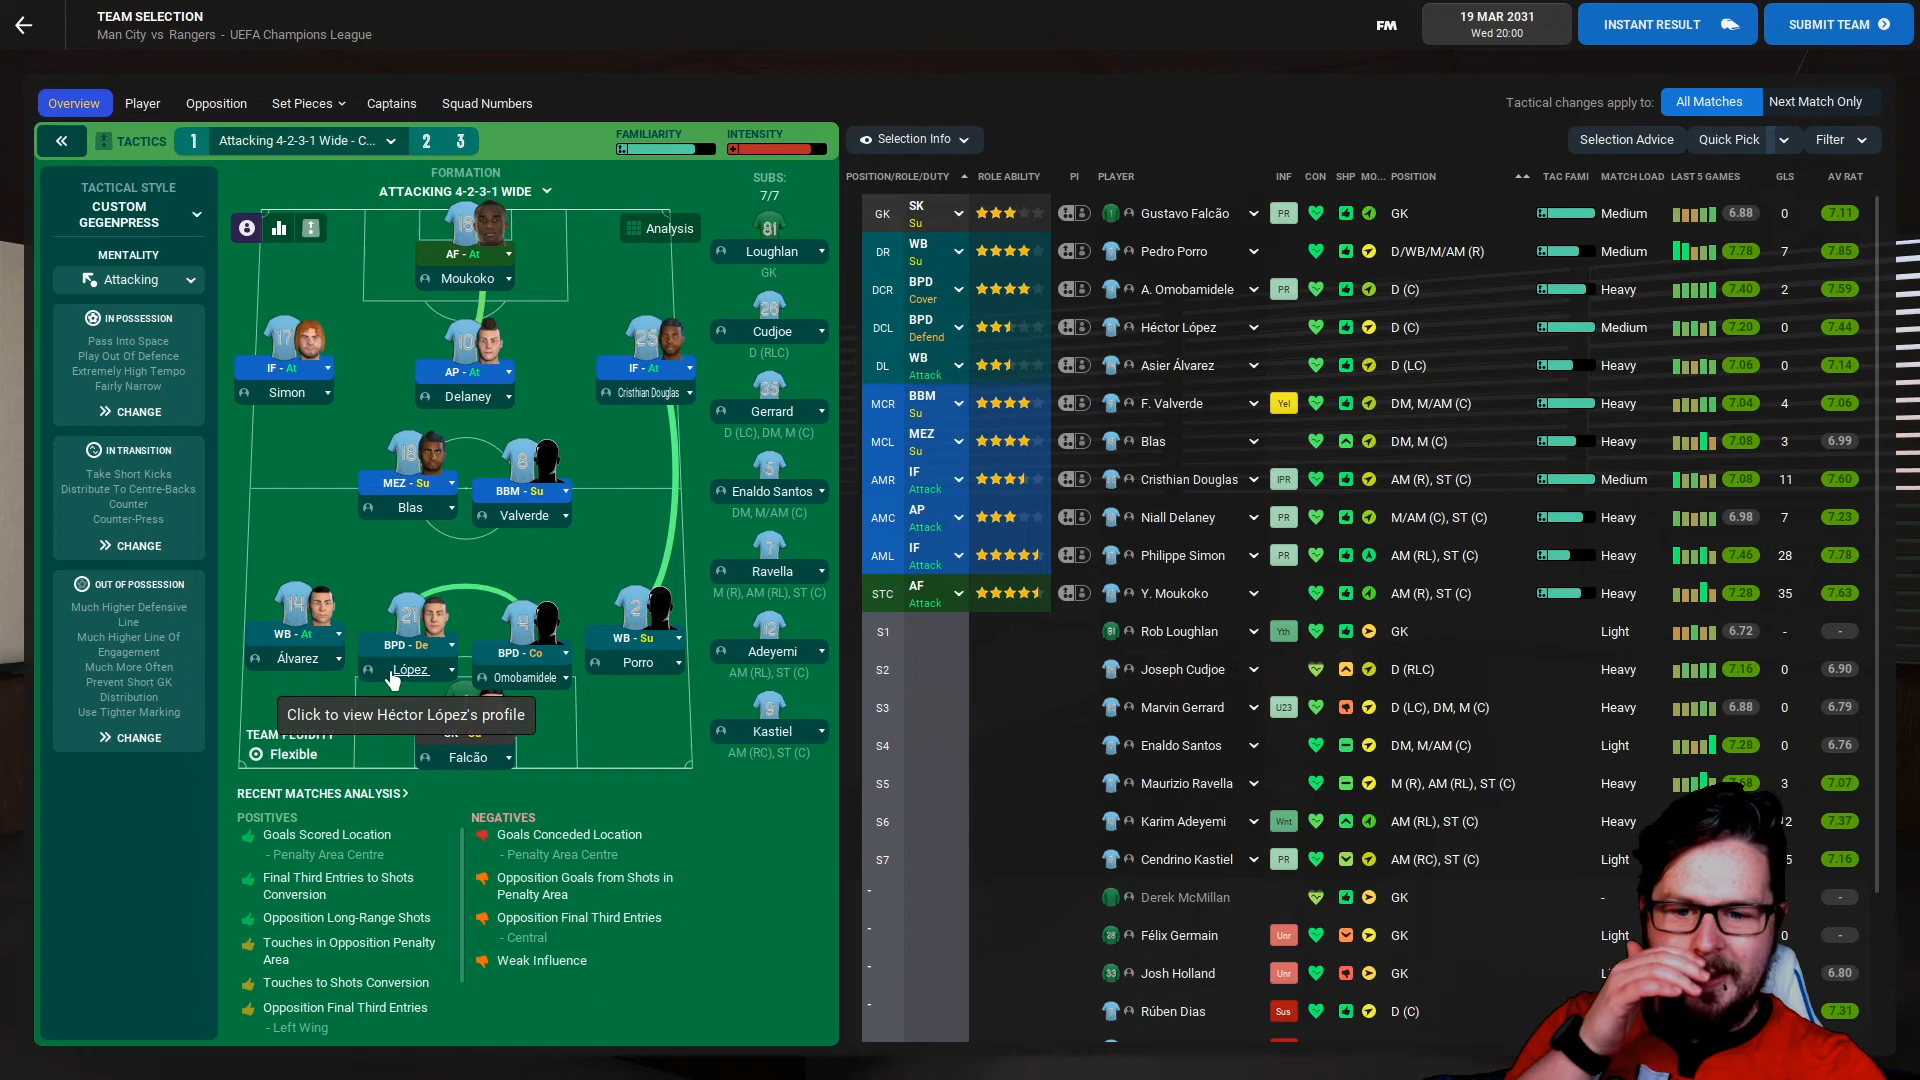 TEAM SELECTION
Man City vs Rangers - UEFA Champions League
FM
19 MAR 2031
Wed 20:00
INSTANT RESULT
SUBMIT TEAM
Overview
Player
Opposition
Set Pieces
Captains
Squad Numbers
Tactical changes apply to:
All Matches
Next Match Only
TACTICS
1
Attacking 4-2-3-1 Wide - C...
2
3
FAMILIARITY
INTENSITY
Selection Info
Selection Advice
Quick Pick
Filter
TACTICAL STYLE
CUSTOM
GEGENPRESS
MENTALITY
Attacking
IN POSSESSION
Pass Into Space
Play Out Of Defence
Extremely High Tempo
Fairly Narrow
CHANGE
IN TRANSITION
Take Short Kicks
Distribute To Centre-Backs
Counter
Counter-Press
CHANGE
OUT OF POSSESSION
Much Higher Defensive
Line
Much Higher Line Of
Engagement
Much More Often
Prevent Short GK
Distribution
Use Tighter Marking
CHANGE
FORMATION
ATTACKING 4-2-3-1 WIDE
Analysis
16
AF - At
Moukoko
17
IF - At
Simon
10
AP - At
Delaney
25
IF - At
Cristhian Douglas
18
MEZ - Su
Blas
8
BBM - Su
Valverde
14
WB - At
Álvarez
21
BPD - De
López
4
BPD - Co
Omobamidele
2
WB - Su
Porro
Click to view Héctor López's profile
Falcão
TEAM FLUIDITY
Flexible
SUBS:
7/7
81
Loughlan
GK
26
Cudjoe
D (RLC)
35
Gerrard
D (LC), DM, M (C)
5
Enaldo Santos
DM, M/AM (C)
7
Ravella
M (R), AM (RL), ST (C)
12
Adeyemi
AM (RL), ST (C)
9
Kastiel
AM (RC), ST (C)
RECENT MATCHES ANALYSIS
POSITIVES
Goals Scored Location
- Penalty Area Centre
Final Third Entries to Shots
Conversion
Opposition Long-Range Shots
Touches in Opposition Penalty
Area
Touches to Shots Conversion
Opposition Final Third Entries
- Left Wing
NEGATIVES
Goals Conceded Location
- Penalty Area Centre
Opposition Goals from Shots in
Penalty Area
Opposition Final Third Entries
- Central
Weak Influence
POSITION/ROLE/DUTY ROLE ABILITY PI PLAYER INF CON SHP MO... POSITION TAC FAMI MATCH LOAD LAST 5 GAMES GLS AV RAT
GK SK Su Gustavo Falcão PR GK Medium 6.88 0 7.11
DR WB Su Pedro Porro D/WB/M/AM (R) Medium 7.78 7 7.85
DCR BPD Cover A. Omobamidele PR D (C) Heavy 7.40 2 7.59
DCL BPD Defend Héctor López D (C) Medium 7.20 0 7.44
DL WB Attack Asier Álvarez D (LC) Heavy 7.06 0 7.14
MCR BBM Su F. Valverde Yel DM, M/AM (C) Heavy 7.04 4 7.06
MCL MEZ Su Blas DM, M (C) Heavy 7.08 3 6.99
AMR IF Attack Cristhian Douglas IPR AM (R), ST (C) Medium 7.08 11 7.60
AMC AP Attack Niall Delaney PR M/AM (C), ST (C) Heavy 6.98 7 7.23
AML IF Attack Philippe Simon PR AM (RL), ST (C) Heavy 7.46 28 7.78
STC AF Attack Y. Moukoko AM (R), ST (C) Heavy 7.28 35 7.63
S1 Rob Loughlan Yth GK Light 6.72 - -
S2 Joseph Cudjoe D (RLC) Heavy 7.16 0 6.90
S3 Marvin Gerrard U23 D (LC), DM, M (C) Heavy 6.88 0 6.79
S4 Enaldo Santos DM, M/AM (C) Light 7.28 0 6.76
S5 Maurizio Ravella M (R), AM (RL), ST (C) Heavy 7.68 3 7.07
S6 Karim Adeyemi Wnt AM (RL), ST (C) Heavy 2 7.37
S7 Cendrino Kastiel PR AM (RC), ST (C) Light 5 7.16
- Derek McMillan GK - -
- Félix Germain Unr GK Light 0 -
- Josh Holland Unr GK 6.80
- Rúben Dias Sus D (C) 7.31